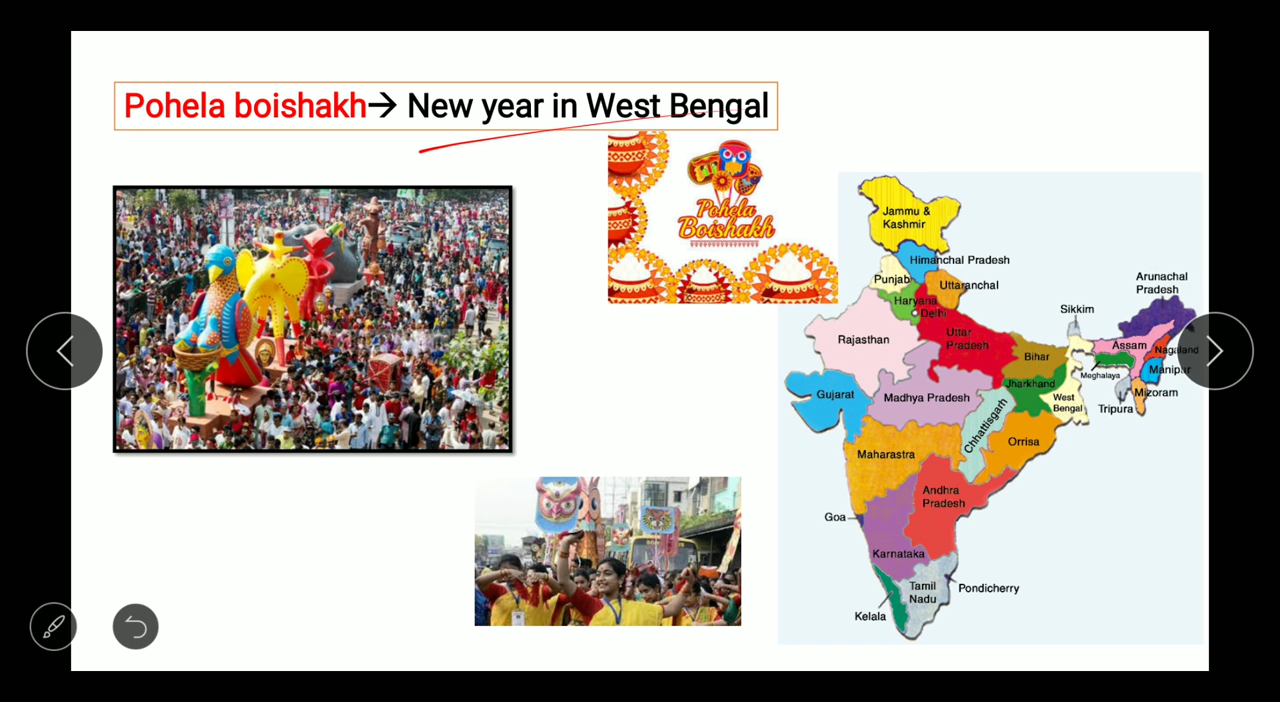 Pohela boishakh→ New year in West Bengal
Pohela
Boishakh
Jammu &
Kashmir
Himanchal Pradesh
Punjab
Uttaranchal
Haryana
Delhi
Arunachal
Pradesh
Sikkim
Rajasthan
Uttar
Pradesh
Bihar
Assam
Nagaland
Meghalaya
Manipur
Jharkhand
Gujarat
Madhya Pradesh
West
Bengal
Tripura
Mizoram
Chhattisgarh
Orrisa
Maharastra
Andhra
Pradesh
Goa
Karnataka
Tamil
Nadu
Pondicherry
Kelala